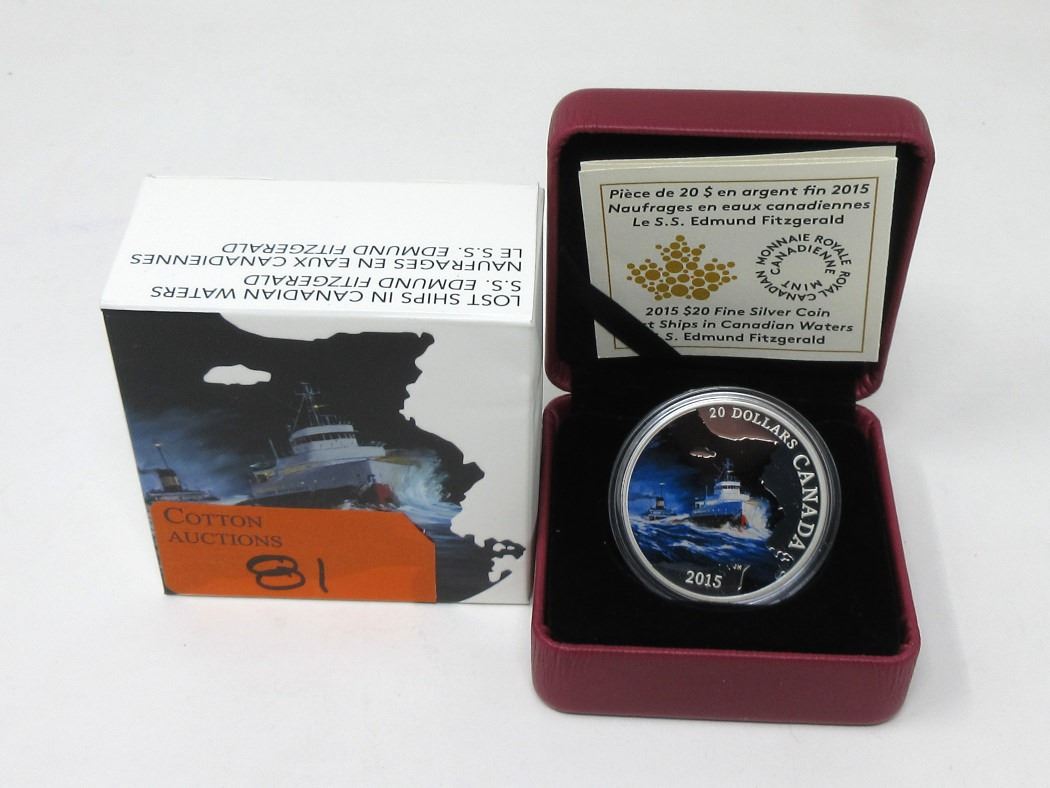 LOST SHIPS IN CANADIAN WATERS
S.S. EDMUND FITZGERALD
NAUFRAGES EN EAUX CANADIENNES
LE S.S. EDMUND FITZGERALD
COTTON
AUCTIONS
81
Pièce de 20 $ en argent fin 2015
Naufrages en eaux canadiennes
Le S.S. Edmund Fitzgerald
MONNAIE ROYALE CANADIENNE
ROYAL CANADIAN MINT
2015 $20 Fine Silver Coin
Ships in Canadian Waters
S. Edmund Fitzgerald
20 DOLLARS CANADA
JH
2015